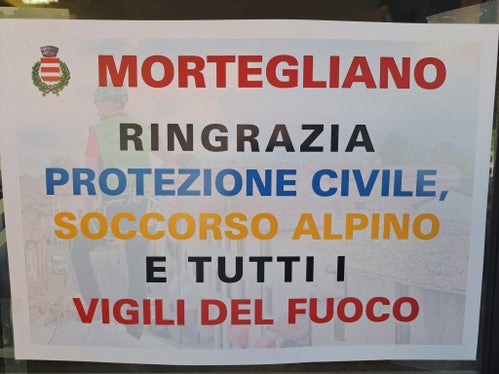 MORTEGLIANO
RINGRAZIA
PROTEZIONE CIVILE,
SOCCORSO ALPINO
E TUTTI I
VIGILI DEL FUOCO